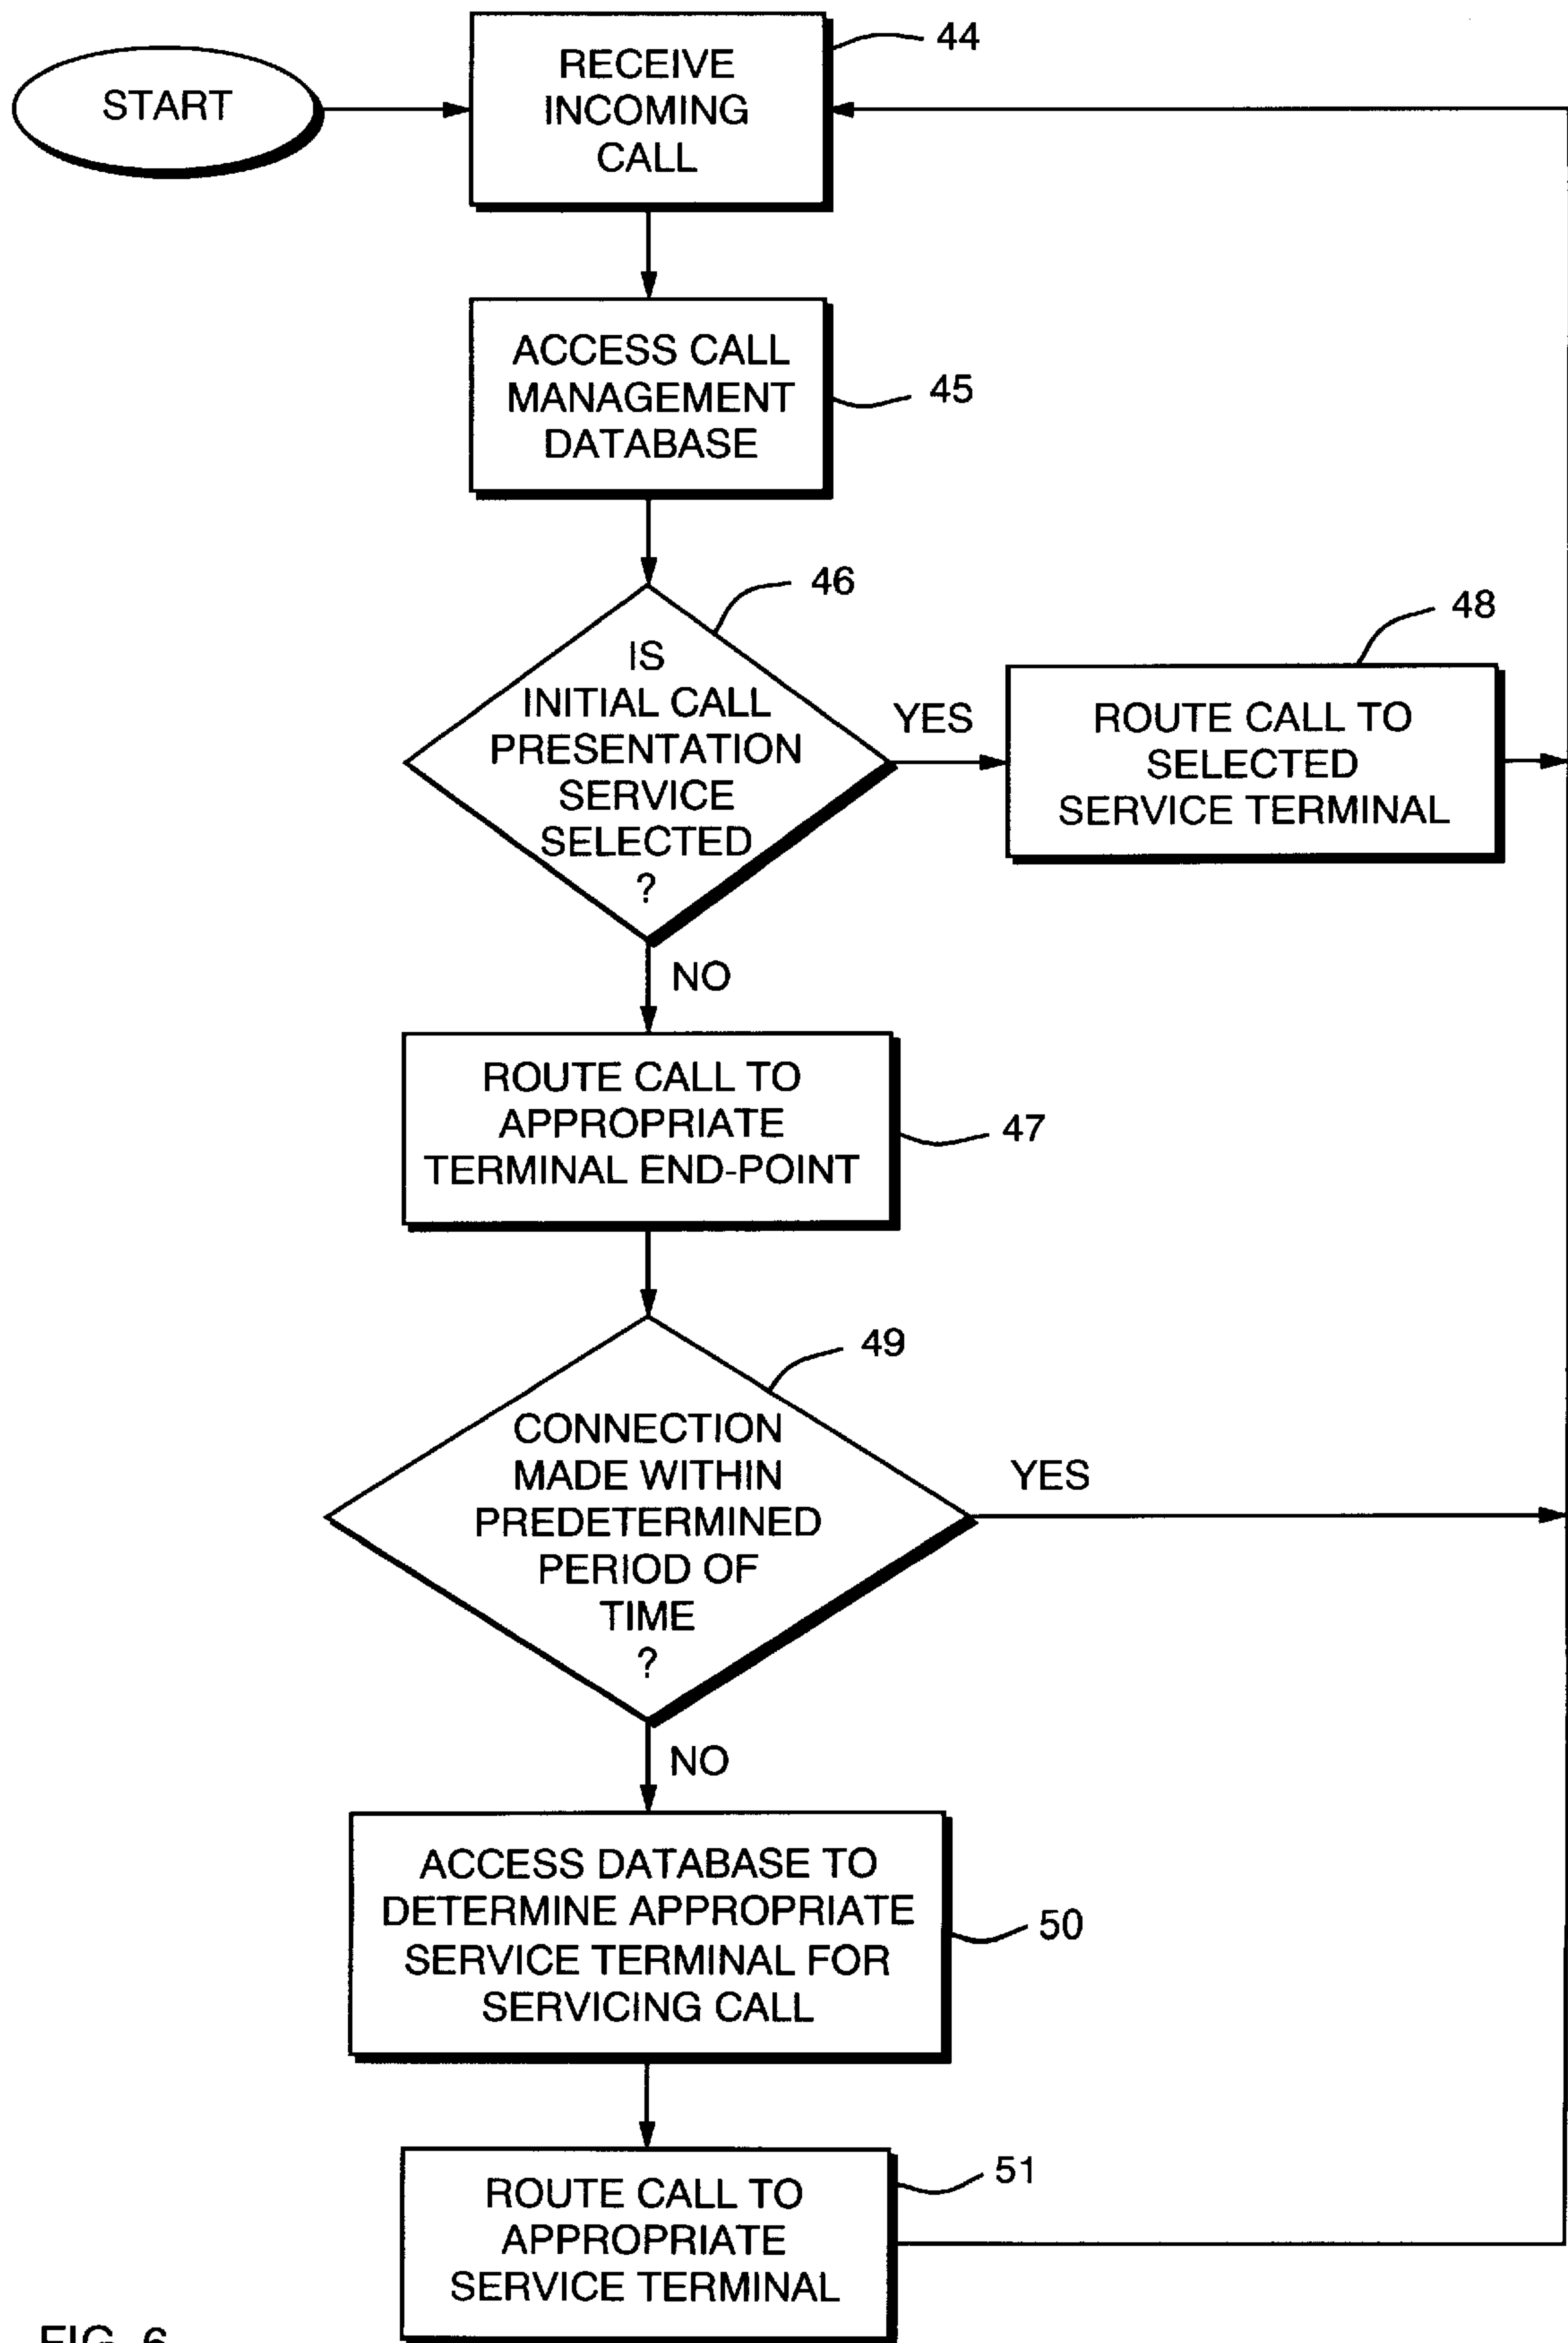 START
RECEIVE
INCOMING
CALL
44
ACCESS CALL
MANAGEMENT
DATABASE
45
IS
INITIAL CALL
PRESENTATION
SERVICE
SELECTED
?
46
YES
ROUTE CALL TO
SELECTED
SERVICE TERMINAL
48
NO
ROUTE CALL TO
APPROPRIATE
TERMINAL END-POINT
47
CONNECTION
MADE WITHIN
PREDETERMINED
PERIOD OF
TIME
?
49
YES
NO
ACCESS DATABASE TO
DETERMINE APPROPRIATE
SERVICE TERMINAL FOR
SERVICING CALL
50
ROUTE CALL TO
APPROPRIATE
SERVICE TERMINAL
51
FIG. 6